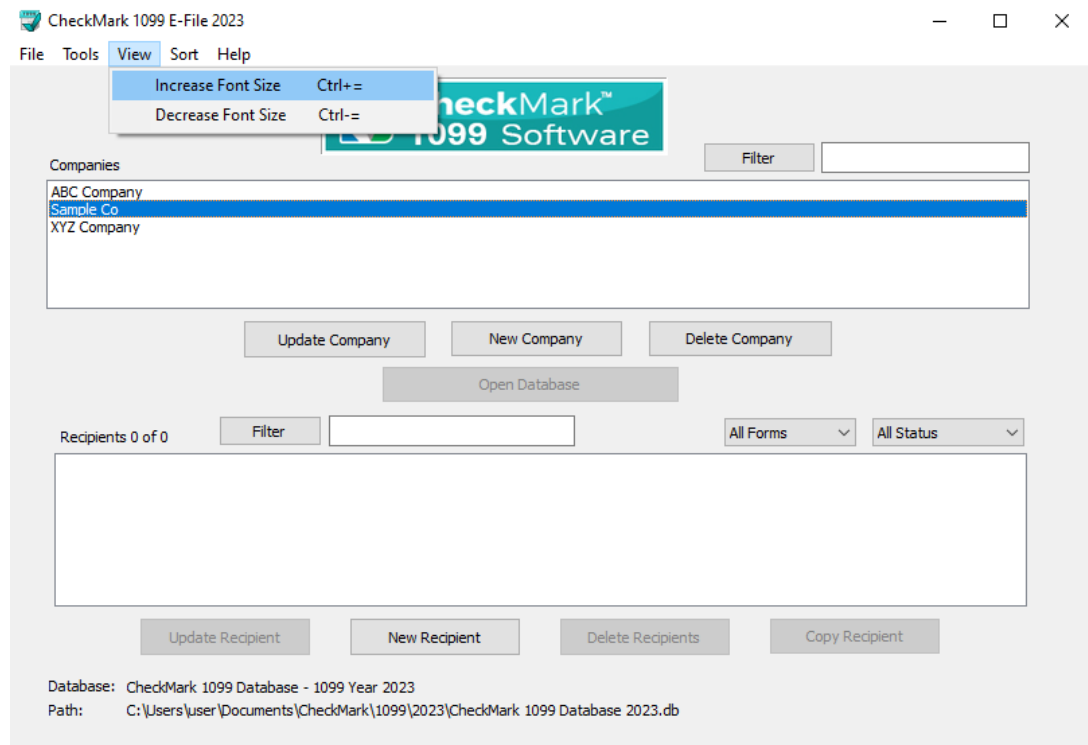 CheckMark 1099 E-File 2023
File Tools View Sort Help
Increase Font Size Ctrl+=
Decrease Font Size Ctrl-=
heckMark™
1099 Software
Companies
Filter
ABC Company
Sample Co
XYZ Company
Update Company New Company Delete Company
Open Database
Recipients 0 of 0 Filter All Forms All Status
Update Recipient New Recipient Delete Recipients Copy Recipient
Database: CheckMark 1099 Database - 1099 Year 2023
Path: C:\Users\user\Documents\CheckMark\1099\2023\CheckMark 1099 Database 2023.db